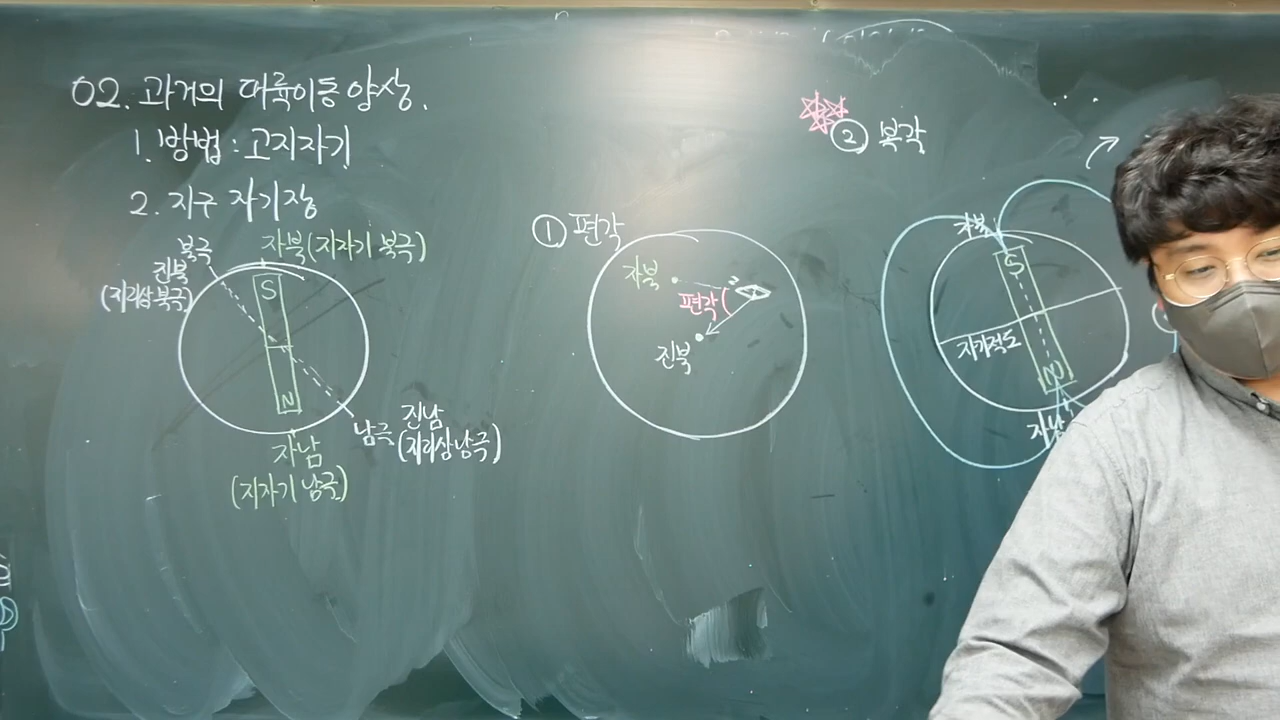 02. 과거의 대륙이동 양상.
1. 방법 : 고지자기
2. 지구 자기장
북극
진북
(지리상 북극)
자북(지자기 북극)
S
N
자남
(지자기 남극)
남극
진남
(지리상 남극)
① 편각
자북
편각
진북
② 복각
자북
S
자기적도
N
자남